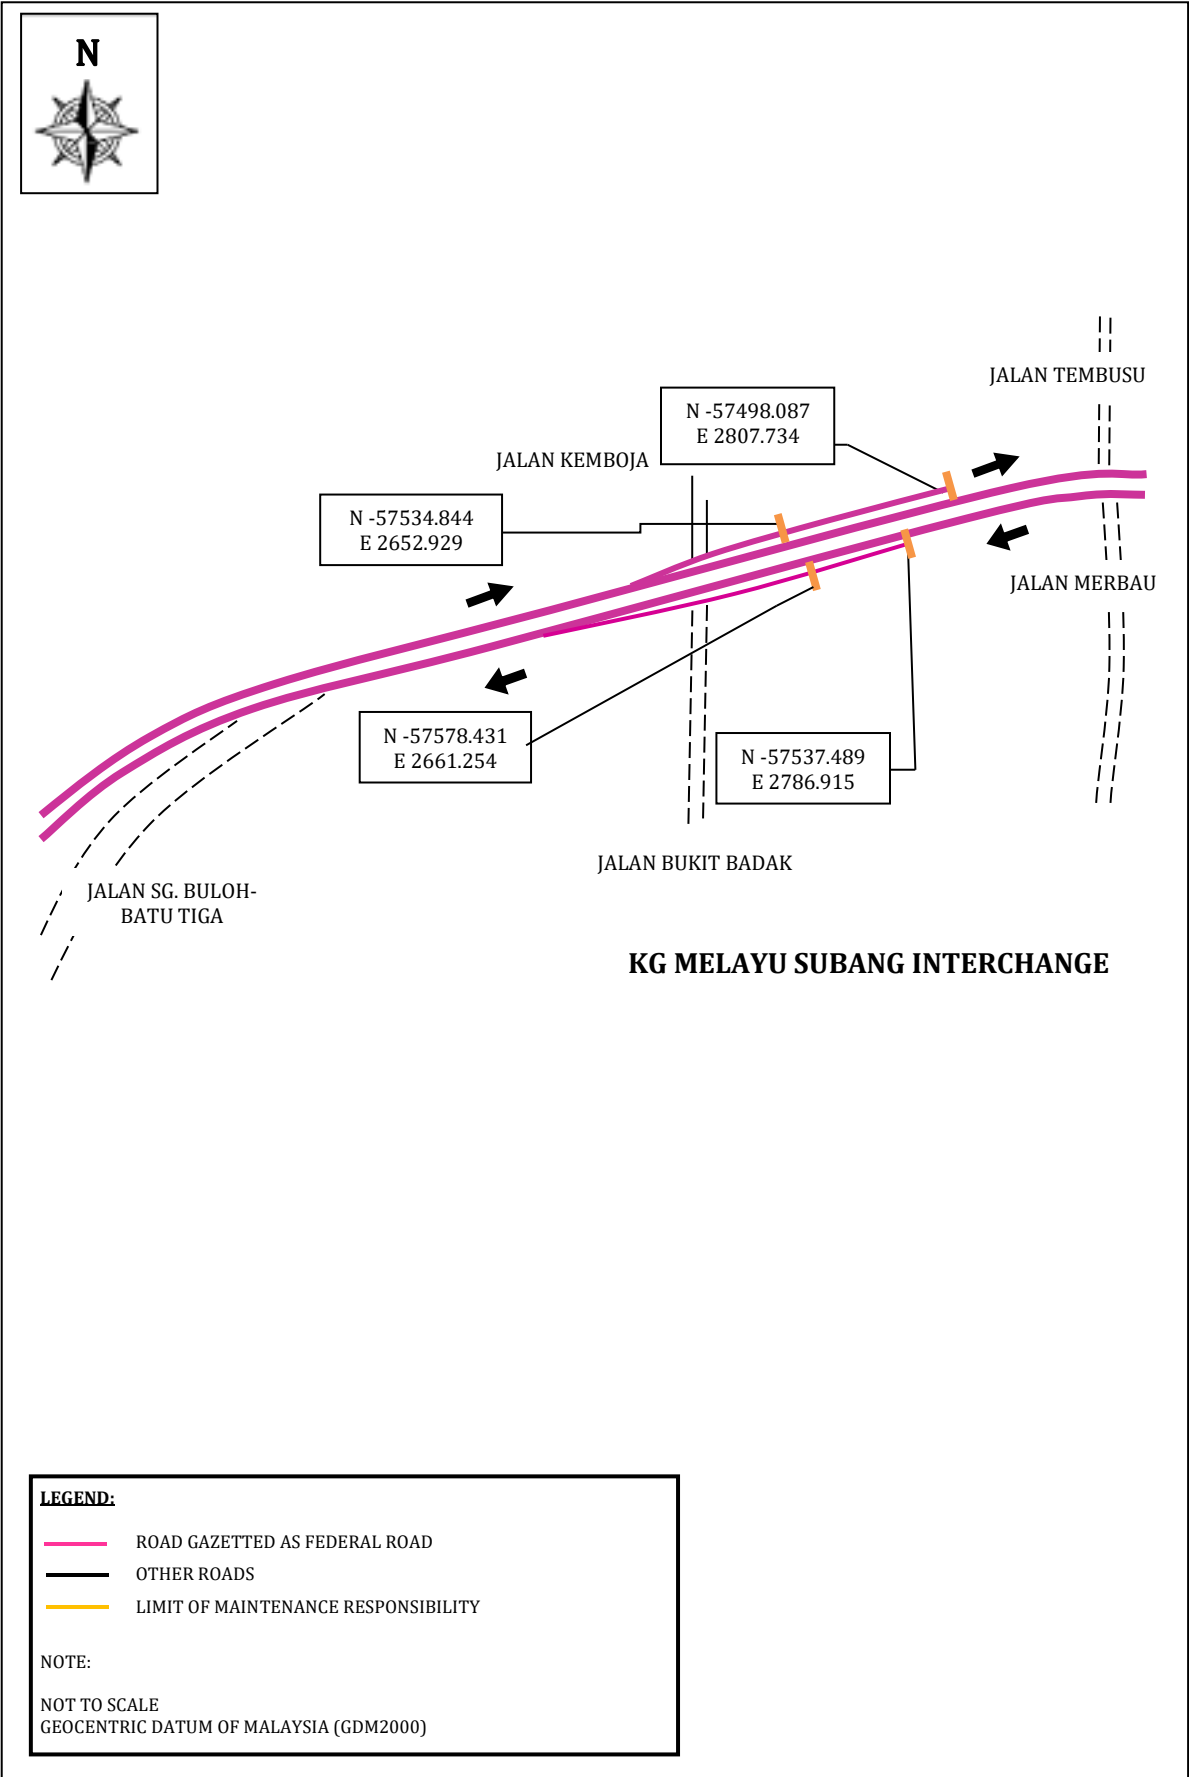 N
JALAN TEMBUSU
N -57498.087
E 2807.734
JALAN KEMBOJA
N -57534.844
E 2652.929
JALAN MERBAU
N -57578.431
E 2661.254
N -57537.489
E 2786.915
JALAN BUKIT BADAK
JALAN SG. BULOH-
BATU TIGA
KG MELAYU SUBANG INTERCHANGE
LEGEND:
ROAD GAZETTED AS FEDERAL ROAD
OTHER ROADS
LIMIT OF MAINTENANCE RESPONSIBILITY
NOTE:
NOT TO SCALE
GEOCENTRIC DATUM OF MALAYSIA (GDM2000)